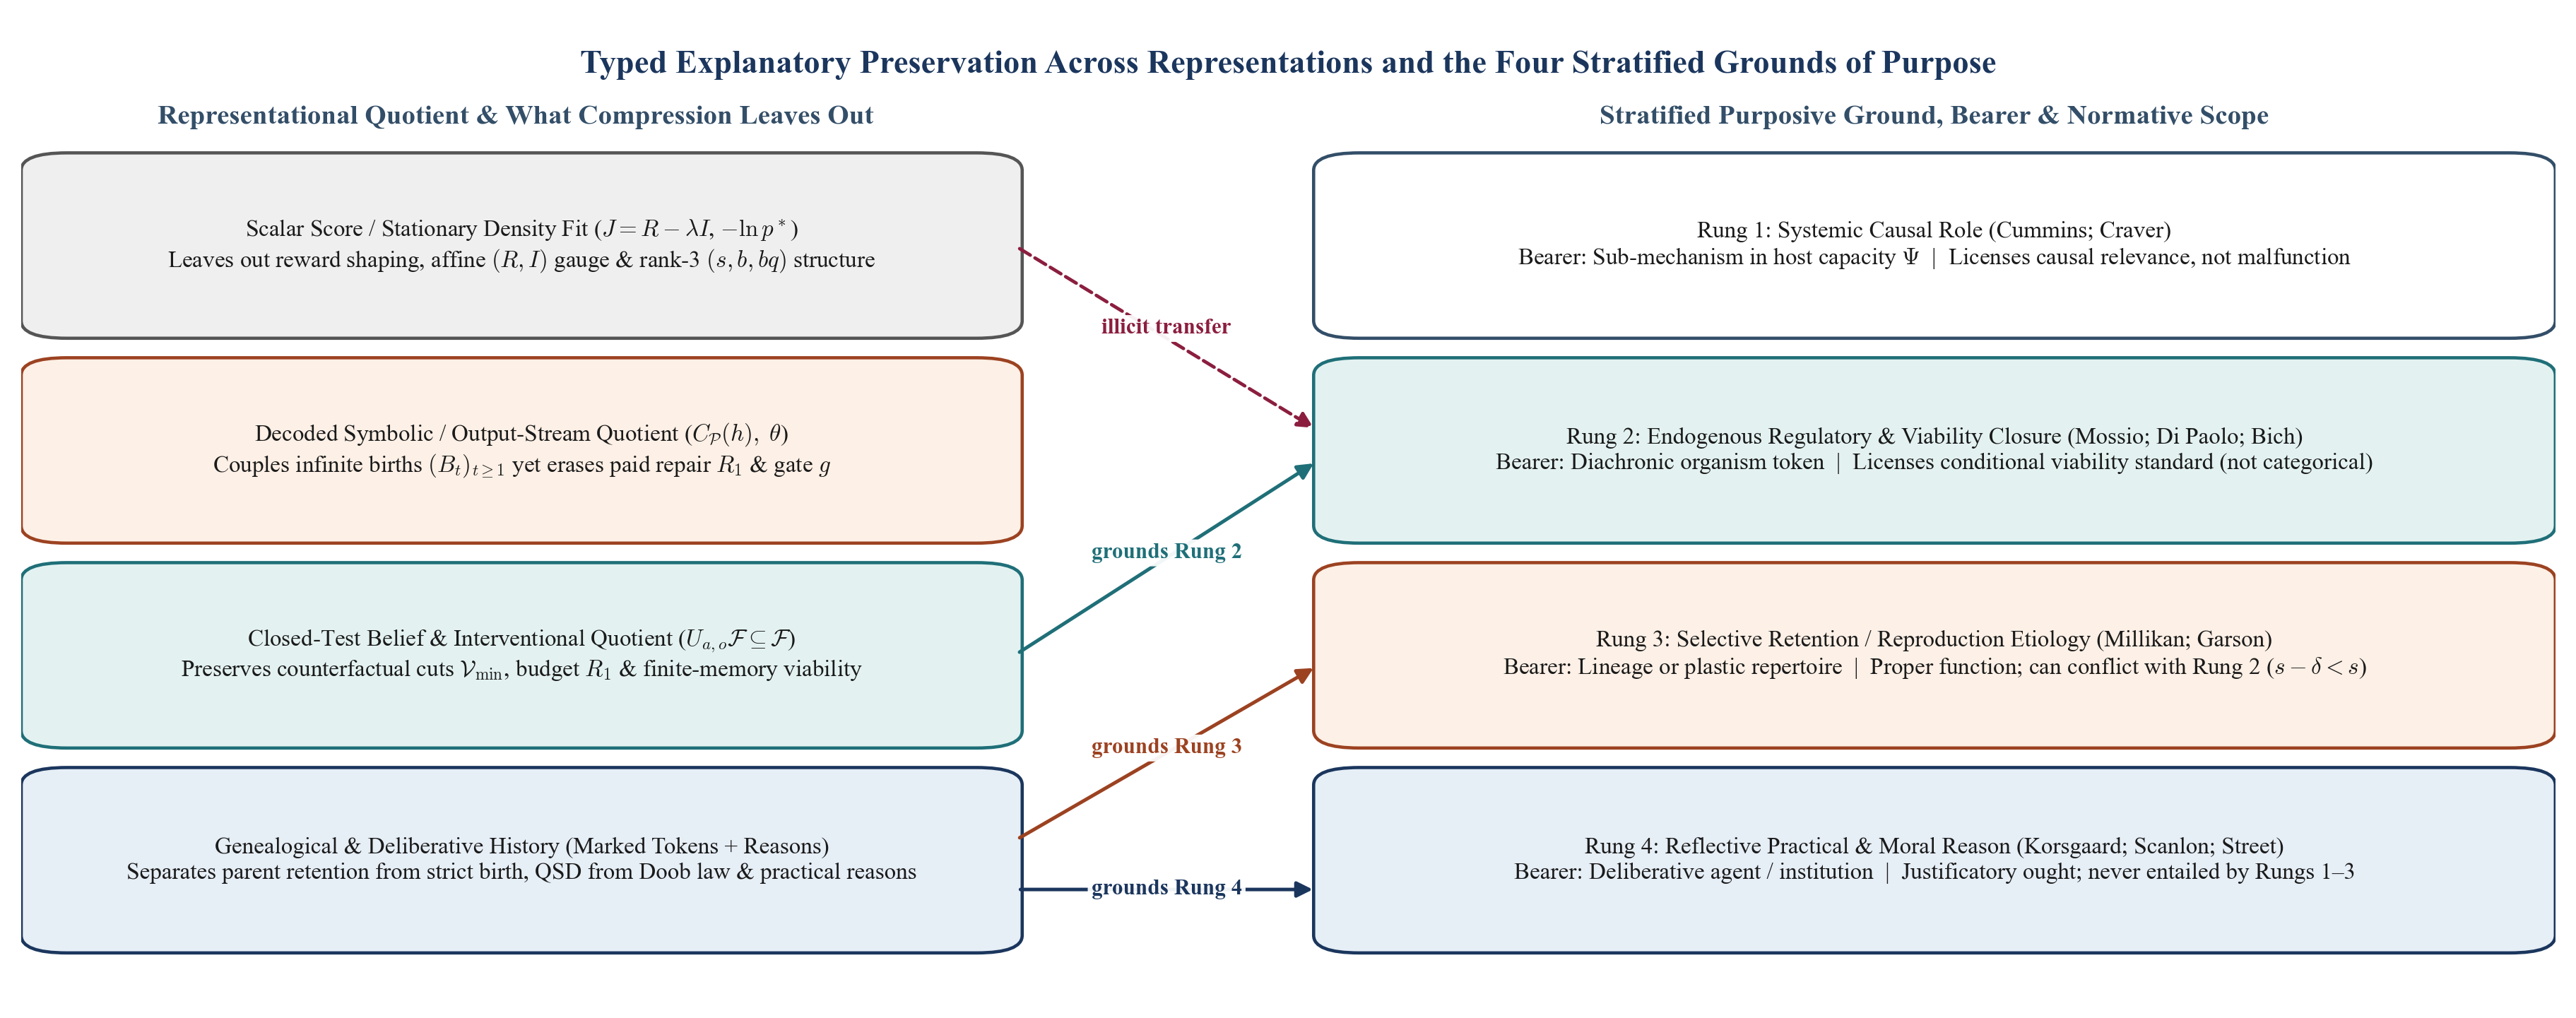 Typed Explanatory Preservation Across Representations and the Four Stratified Grounds of Purpose
Representational Quotient & What Compression Leaves Out
Scalar Score / Stationary Density Fit (J = R − λI, −ln p*)
Leaves out reward shaping, affine (R, I) gauge & rank-3 (s, b, bq) structure
Decoded Symbolic / Output-Stream Quotient (C_𝒫(h), θ)
Couples infinite births (B_t)_{t≥1} yet erases paid repair R₁ & gate g
Closed-Test Belief & Interventional Quotient (U_{a,o}ℱ ⊆ ℱ)
Preserves counterfactual cuts 𝒱_min, budget R₁ & finite-memory viability
Genealogical & Deliberative History (Marked Tokens + Reasons)
Separates parent retention from strict birth, QSD from Doob law & practical reasons
illicit transfer
grounds Rung 2
grounds Rung 3
grounds Rung 4
Stratified Purposive Ground, Bearer & Normative Scope
Rung 1: Systemic Causal Role (Cummins; Craver)
Bearer: Sub-mechanism in host capacity Ψ | Licenses causal relevance, not malfunction
Rung 2: Endogenous Regulatory & Viability Closure (Mossio; Di Paolo; Bich)
Bearer: Diachronic organism token | Licenses conditional viability standard (not categorical)
Rung 3: Selective Retention / Reproduction Etiology (Millikan; Garson)
Bearer: Lineage or plastic repertoire | Proper function; can conflict with Rung 2 (s − δ < s)
Rung 4: Reflective Practical & Moral Reason (Korsgaard; Scanlon; Street)
Bearer: Deliberative agent / institution | Justificatory ought; never entailed by Rungs 1–3